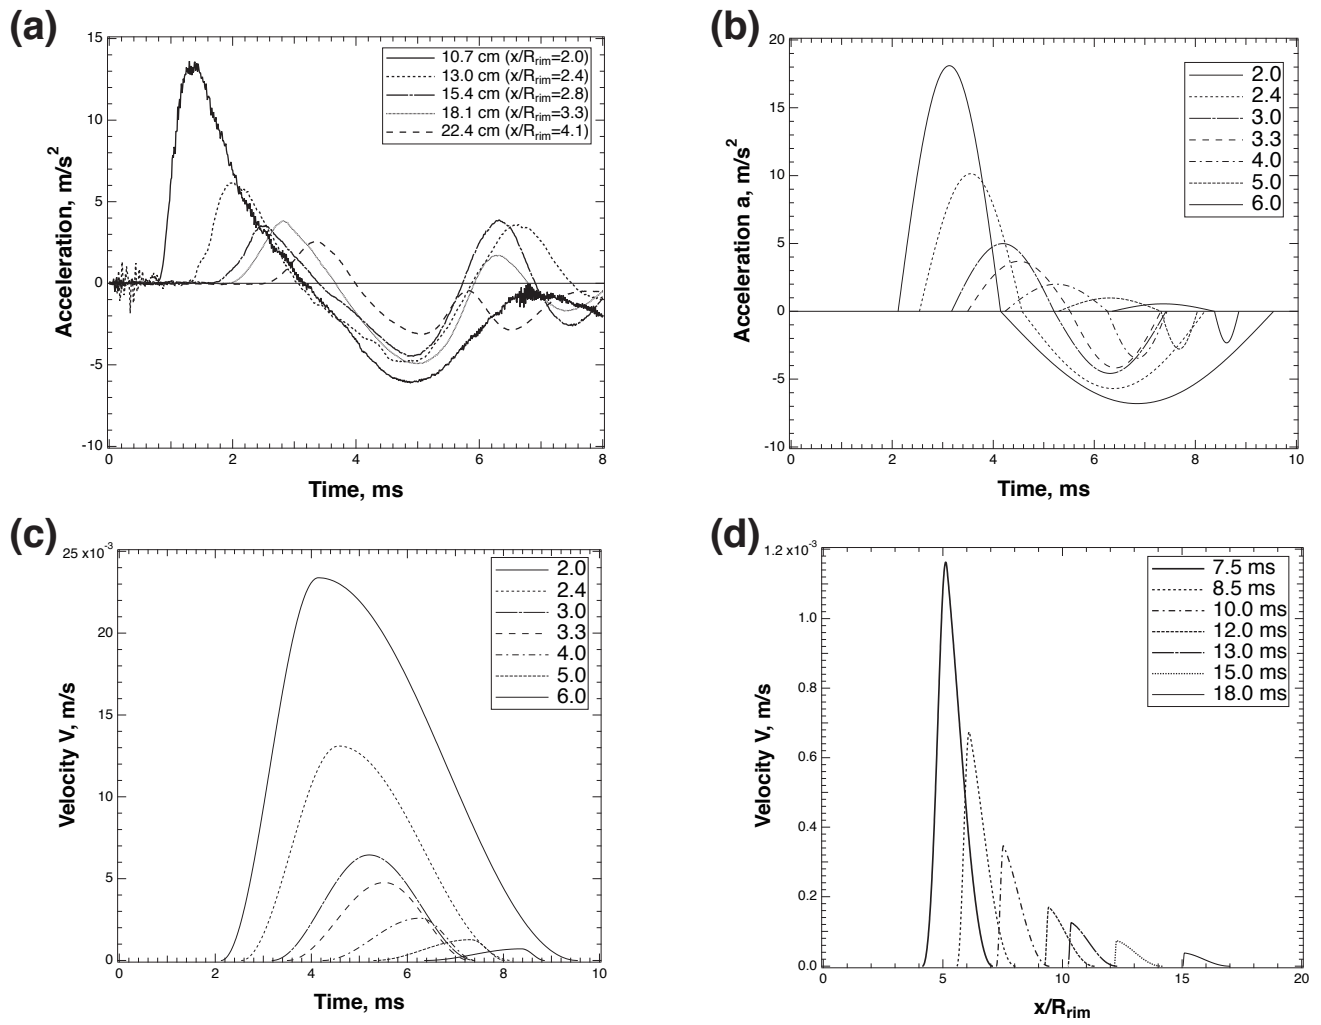 (a)
15
10
5
0
-5
-10
0 2 4 6 8
Acceleration, m/s²
Time, ms
10.7 cm (x/Rrim=2.0)
13.0 cm (x/Rrim=2.4)
15.4 cm (x/Rrim=2.8)
18.1 cm (x/Rrim=3.3)
22.4 cm (x/Rrim=4.1)
(b)
20
15
10
5
0
-5
-10
0 2 4 6 8 10
Acceleration a, m/s²
Time, ms
2.0
2.4
3.0
3.3
4.0
5.0
6.0
(c)
25 x10⁻³
20
15
10
5
0
0 2 4 6 8 10
Velocity V, m/s
Time, ms
2.0
2.4
3.0
3.3
4.0
5.0
6.0
(d)
1.2 x10⁻³
1.0
0.8
0.6
0.4
0.2
0.0
0 5 10 15 20
Velocity V, m/s
x/Rrim
7.5 ms
8.5 ms
10.0 ms
12.0 ms
13.0 ms
15.0 ms
18.0 ms